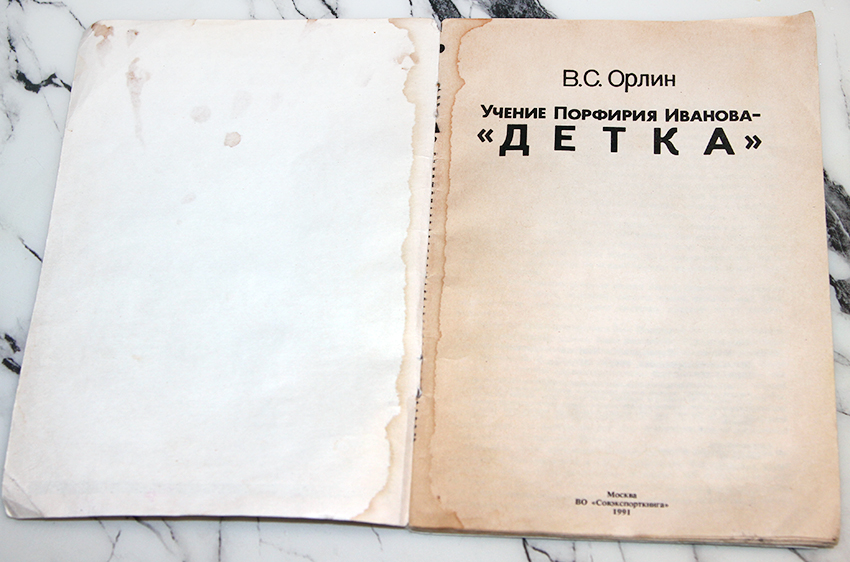 В.С. Орлин
Учение Порфирия Иванова-
«ДЕТКА»
Москва
ВО «Союзэкспорткнига»
1991